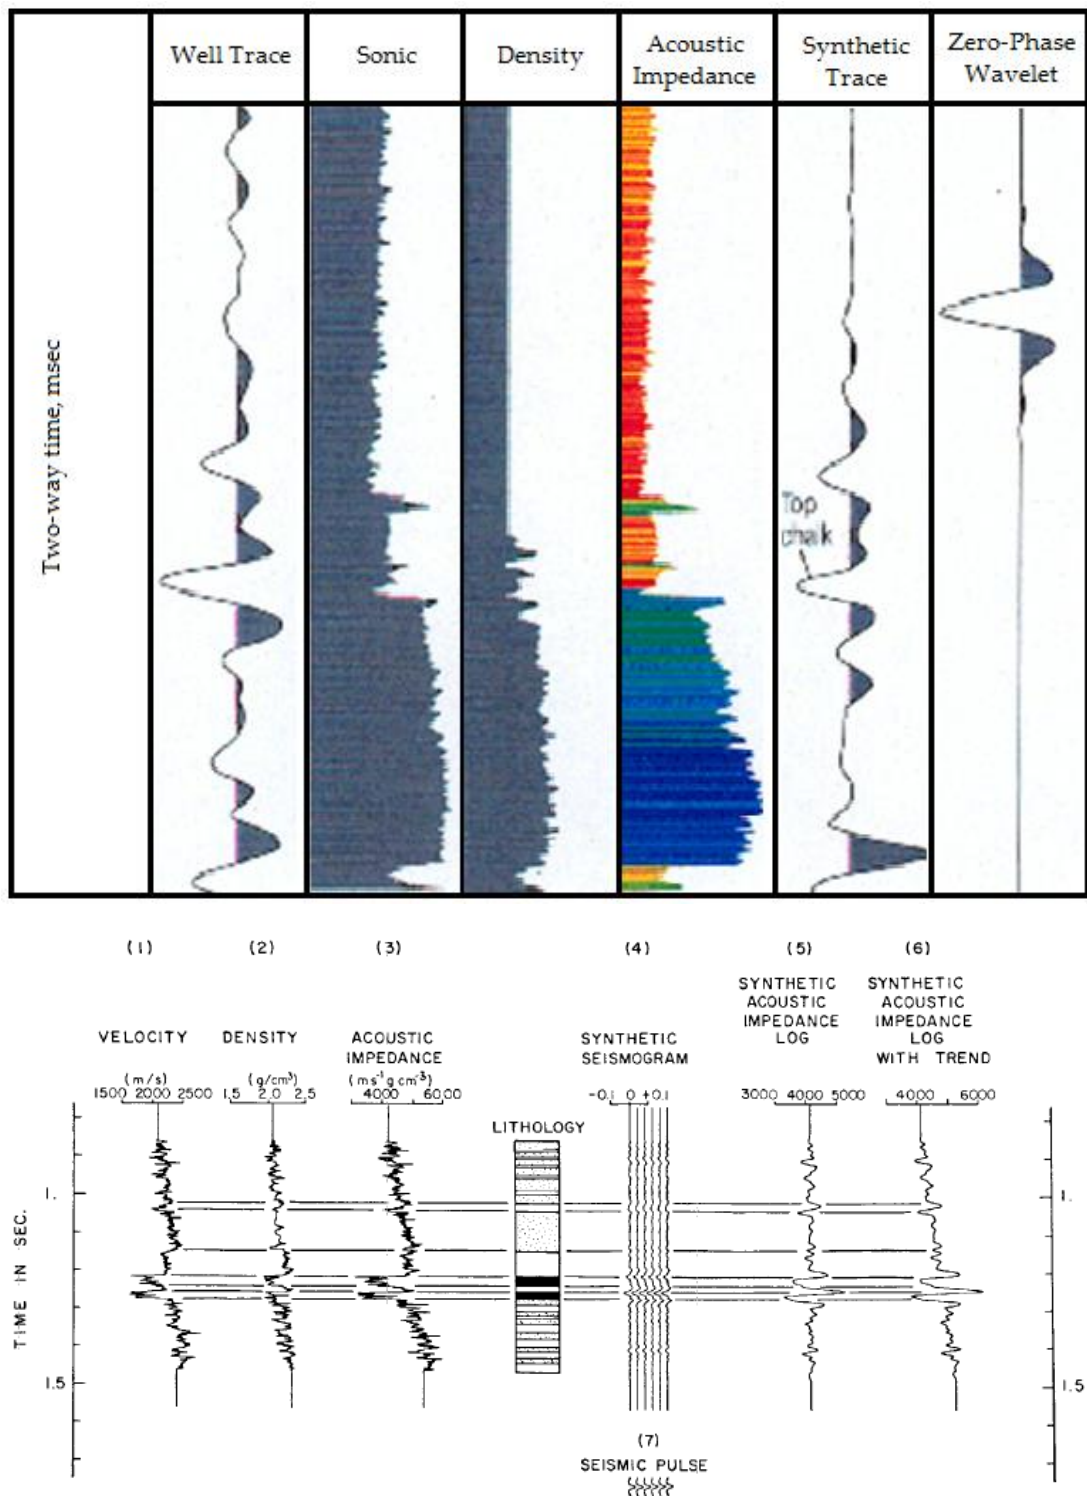 Well Trace
Sonic
Density
Acoustic
Impedance
Synthetic
Trace
Zero-Phase
Wavelet
Two-way time, msec
Top
chalk
(1)
(2)
(3)
(4)
(5)
(6)
VELOCITY
(m/s)
1500 2000 2500
DENSITY
(g/cm³)
1.5 2.0 2.5
ACOUSTIC
IMPEDANCE
(ms⁻¹ g cm⁻³)
4000 6000
LITHOLOGY
SYNTHETIC
SEISMOGRAM
-0.1 0 +0.1
SYNTHETIC
ACOUSTIC
IMPEDANCE
LOG
3000 4000 5000
SYNTHETIC
ACOUSTIC
IMPEDANCE
LOG
WITH TREND
4000 6000
TIME IN SEC.
1.
1.5
1.
1.5
(7)
SEISMIC PULSE